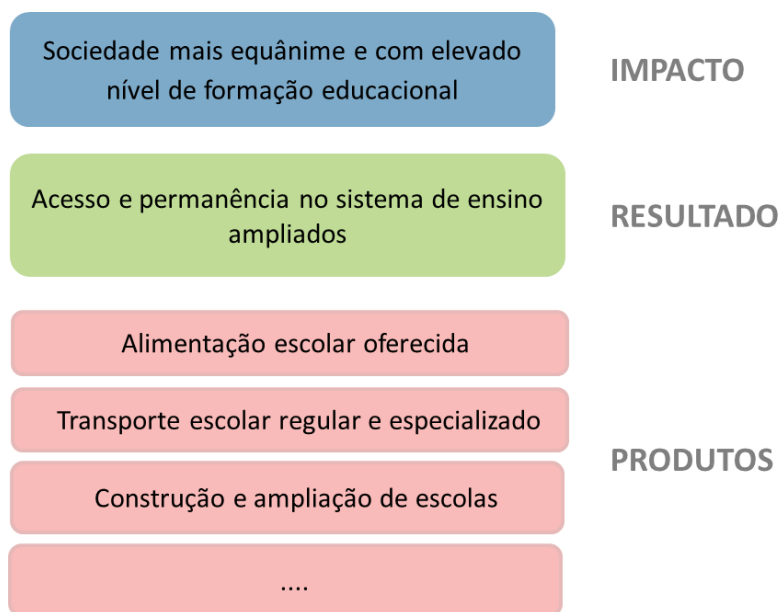 Sociedade mais equânime e com elevado
nível de formação educacional
IMPACTO
Acesso e permanência no sistema de ensino
ampliados
RESULTADO
Alimentação escolar oferecida
Transporte escolar regular e especializado
Construção e ampliação de escolas
....
PRODUTOS